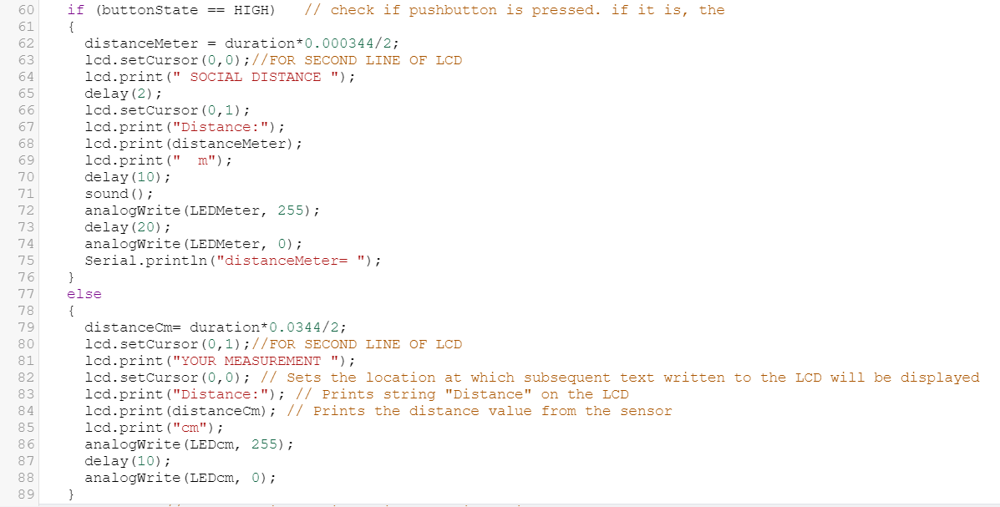 60 if (buttonState == HIGH)   // check if pushbutton is pressed. if it is, the
61 {
62   distanceMeter = duration*0.000344/2;
63   lcd.setCursor(0,0);//FOR SECOND LINE OF LCD
64   lcd.print(" SOCIAL DISTANCE ");
65   delay(2);
66   lcd.setCursor(0,1);
67   lcd.print("Distance:");
68   lcd.print(distanceMeter);
69   lcd.print("  m");
70   delay(10);
71   sound();
72   analogWrite(LEDMeter, 255);
73   delay(20);
74   analogWrite(LEDMeter, 0);
75   Serial.println("distanceMeter= ");
76 }
77 else
78 {
79   distanceCm= duration*0.0344/2;
80   lcd.setCursor(0,1);//FOR SECOND LINE OF LCD
81   lcd.print("YOUR MEASUREMENT ");
82   lcd.setCursor(0,0); // Sets the location at which subsequent text written to the LCD will be displayed
83   lcd.print("Distance:"); // Prints string "Distance" on the LCD
84   lcd.print(distanceCm); // Prints the distance value from the sensor
85   lcd.print("cm");
86   analogWrite(LEDcm, 255);
87   delay(10);
88   analogWrite(LEDcm, 0);
89 }